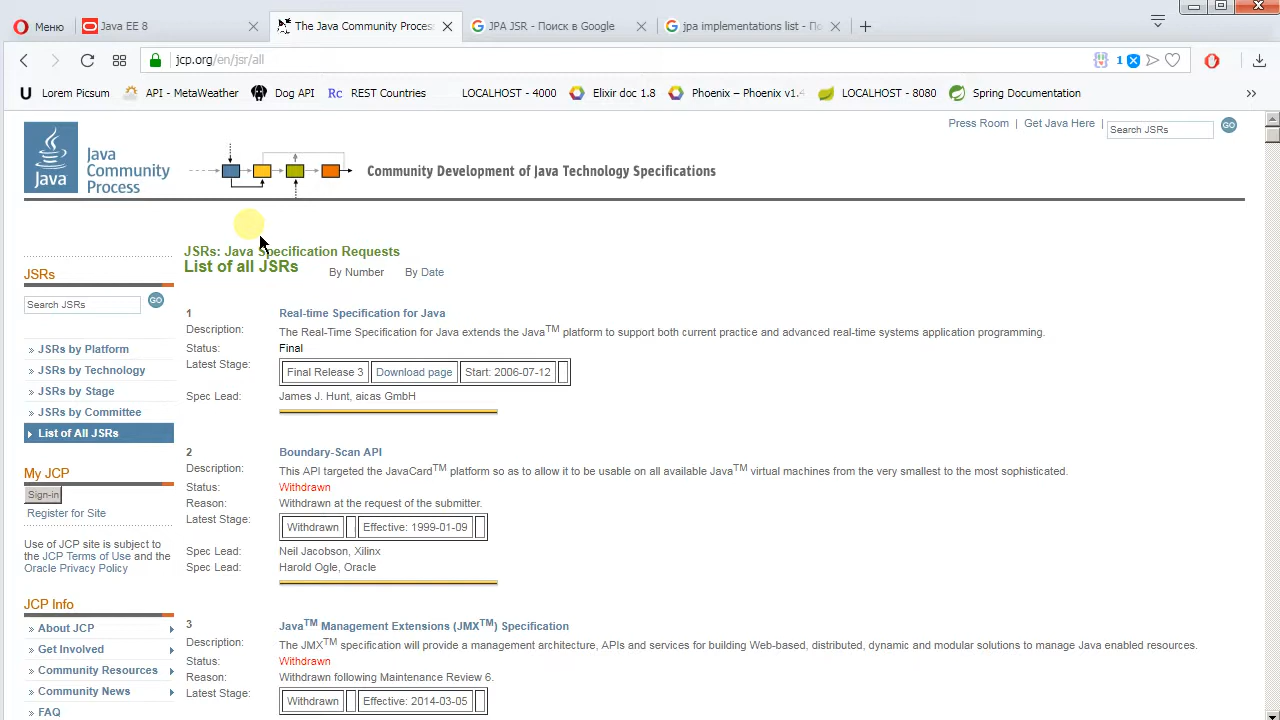 Меню
Java EE 8
The Java Community Process
JPA JSR - Поиск в Google
jpa implementations list - По
jcp.org/en/jsr/all
1
U Lorem Picsum
API - MetaWeather
Dog API
Rc REST Countries
LOCALHOST - 4000
Elixir doc 1.8
Phoenix – Phoenix v1.4
LOCALHOST - 8080
Spring Documentation
»
Press Room | Get Java Here |
Search JSRs
GO
Java
Java
Community
Process
Community Development of Java Technology Specifications
JSRs: Java Specification Requests
List of all JSRs
By Number
By Date
JSRs
Search JSRs
GO
» JSRs by Platform
» JSRs by Technology
» JSRs by Stage
» JSRs by Committee
List of All JSRs
My JCP
Sign-in
Register for Site
Use of JCP site is subject to
the JCP Terms of Use and the
Oracle Privacy Policy
JCP Info
» About JCP
» Get Involved
» Community Resources
» Community News
» FAQ
1 Real-time Specification for Java
Description: The Real-Time Specification for Java extends the Java™ platform to support both current practice and advanced real-time systems application programming.
Status: Final
Latest Stage: Final Release 3 Download page Start: 2006-07-12
Spec Lead: James J. Hunt, aicas GmbH
2 Boundary-Scan API
Description: This API targeted the JavaCard™ platform so as to allow it to be usable on all available Java™ virtual machines from the very smallest to the most sophisticated.
Status: Withdrawn
Reason: Withdrawn at the request of the submitter.
Latest Stage: Withdrawn Effective: 1999-01-09
Spec Lead: Neil Jacobson, Xilinx
Spec Lead: Harold Ogle, Oracle
3 Java™ Management Extensions (JMX™) Specification
Description: The JMX™ specification will provide a management architecture, APIs and services for building Web-based, distributed, dynamic and modular solutions to manage Java enabled resources.
Status: Withdrawn
Reason: Withdrawn following Maintenance Review 6.
Latest Stage: Withdrawn Effective: 2014-03-05